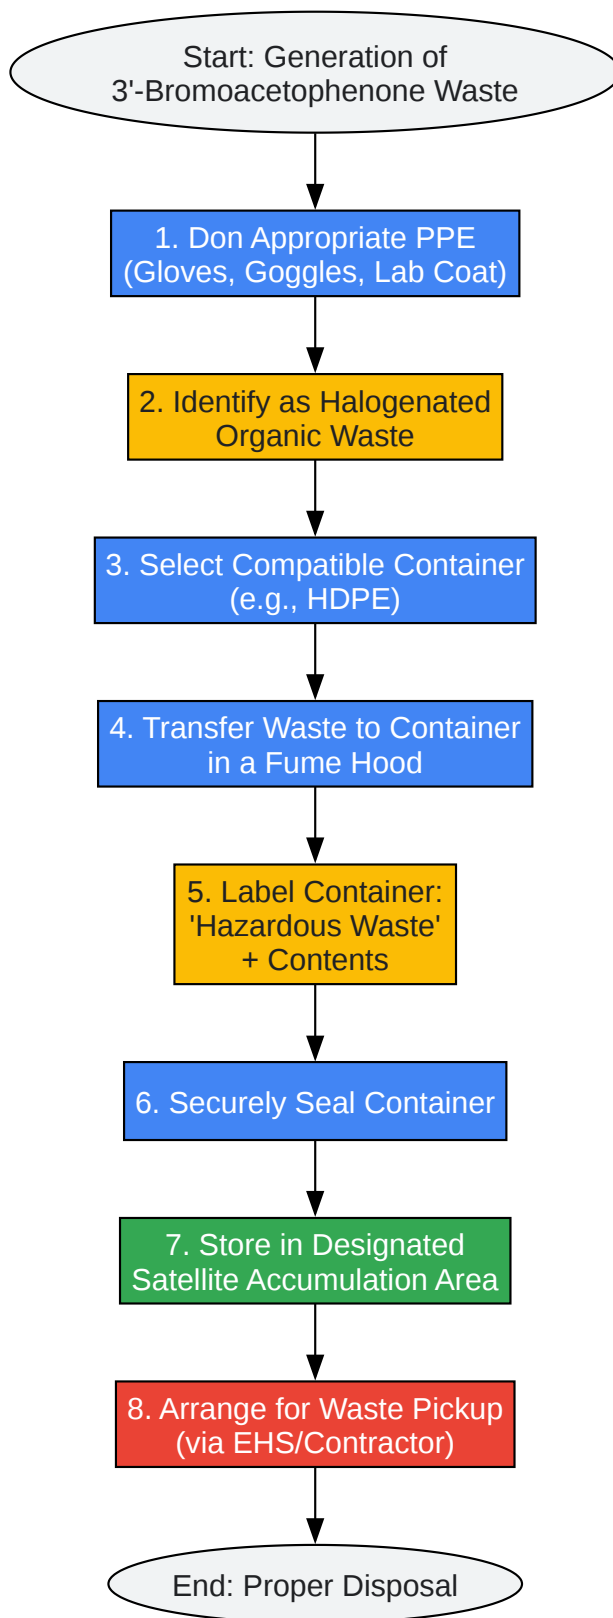 Start: Generation of
3'-Bromoacetophenone Waste
1. Don Appropriate PPE
(Gloves, Goggles, Lab Coat)
2. Identify as Halogenated
Organic Waste
3. Select Compatible Container
(e.g., HDPE)
4. Transfer Waste to Container
in a Fume Hood
5. Label Container:
'Hazardous Waste'
+ Contents
6. Securely Seal Container
7. Store in Designated
Satellite Accumulation Area
8. Arrange for Waste Pickup
(via EHS/Contractor)
End: Proper Disposal